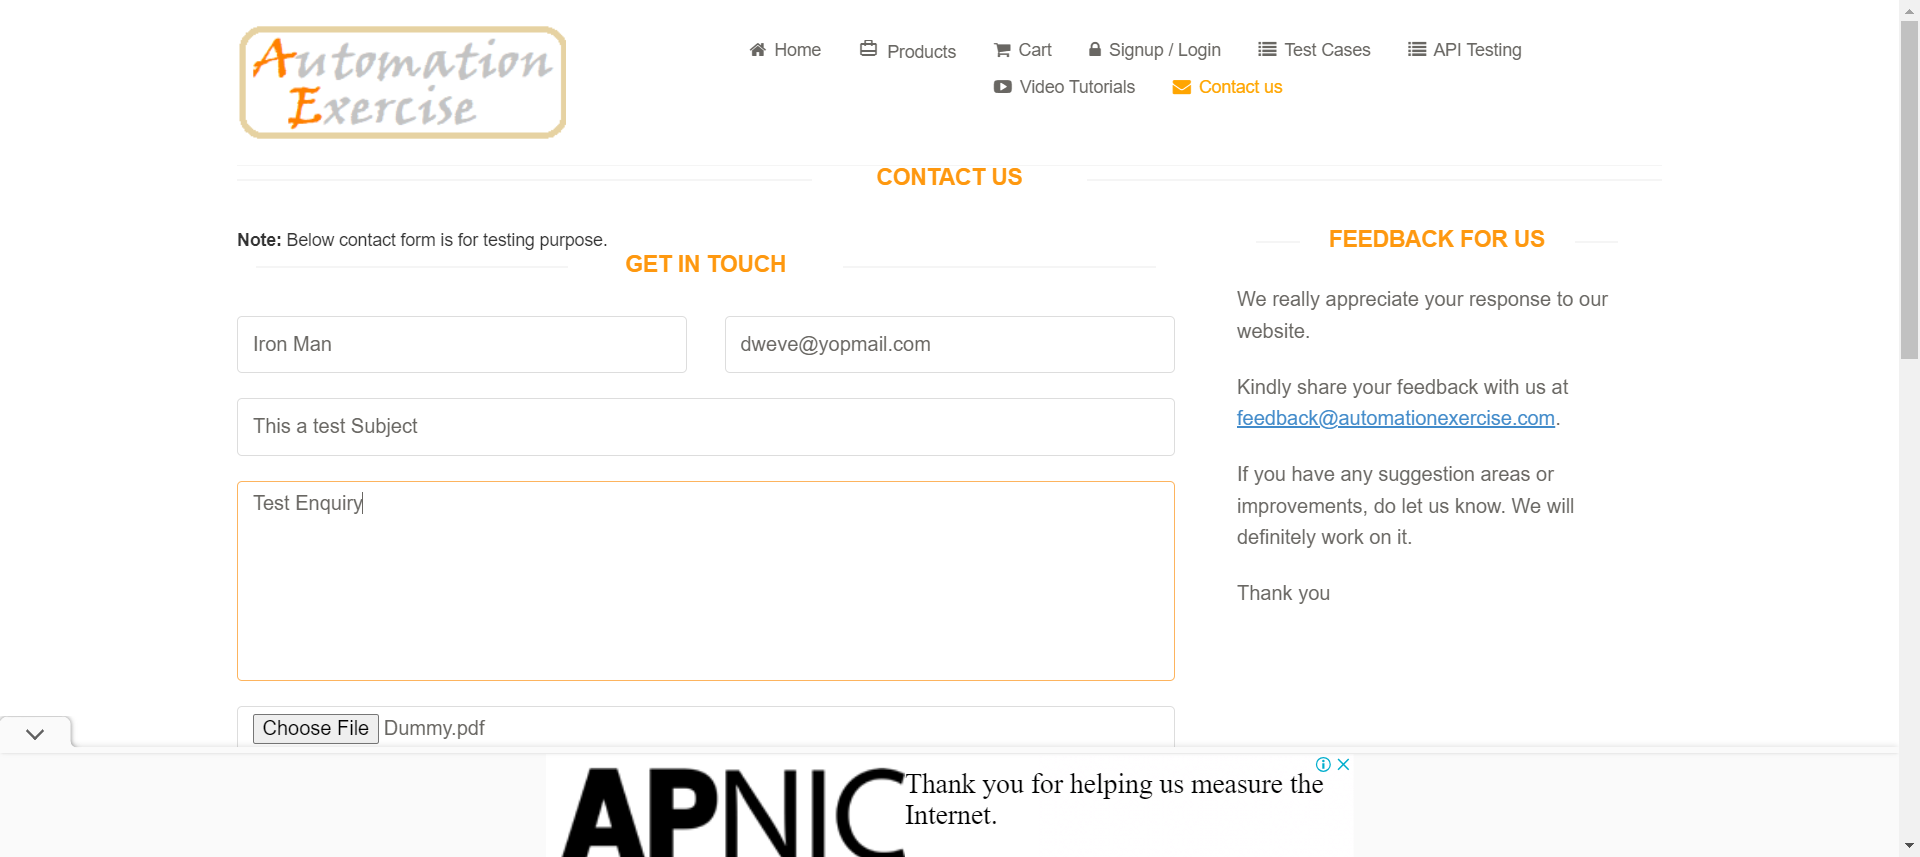 Automation
Exercise
Home
Products
Cart
Signup / Login
Test Cases
API Testing
Video Tutorials
Contact us
CONTACT US
Note: Below contact form is for testing purpose.
GET IN TOUCH
Iron Man
dweve@yopmail.com
This a test Subject
Test Enquiry
Choose File Dummy.pdf
FEEDBACK FOR US
We really appreciate your response to our
website.
Kindly share your feedback with us at
feedback@automationexercise.com.
If you have any suggestion areas or
improvements, do let us know. We will
definitely work on it.
Thank you
APNIC
Thank you for helping us measure the
Internet.